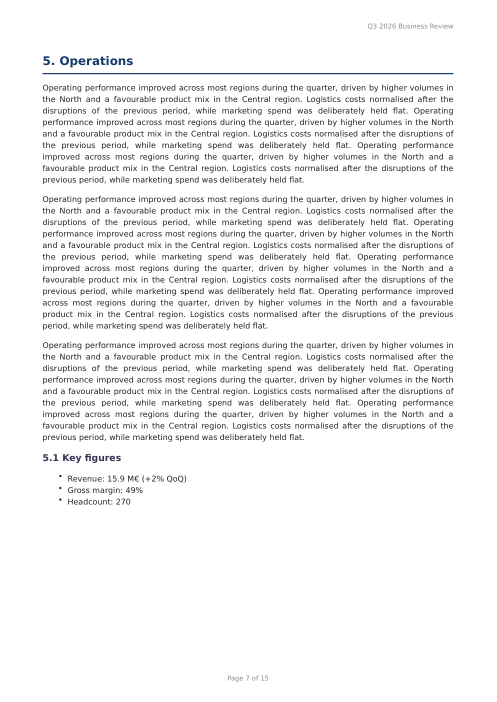 Q3 2026 Business Review
5. Operations
Operating performance improved across most regions during the quarter, driven by higher volumes in
the North and a favourable product mix in the Central region. Logistics costs normalised after the
disruptions of the previous period, while marketing spend was deliberately held flat. Operating
performance improved across most regions during the quarter, driven by higher volumes in the North
and a favourable product mix in the Central region. Logistics costs normalised after the disruptions of
the previous period, while marketing spend was deliberately held flat. Operating performance
improved across most regions during the quarter, driven by higher volumes in the North and a
favourable product mix in the Central region. Logistics costs normalised after the disruptions of the
previous period, while marketing spend was deliberately held flat.
Operating performance improved across most regions during the quarter, driven by higher volumes in
the North and a favourable product mix in the Central region. Logistics costs normalised after the
disruptions of the previous period, while marketing spend was deliberately held flat. Operating
performance improved across most regions during the quarter, driven by higher volumes in the North
and a favourable product mix in the Central region. Logistics costs normalised after the disruptions of
the previous period, while marketing spend was deliberately held flat. Operating performance
improved across most regions during the quarter, driven by higher volumes in the North and a
favourable product mix in the Central region. Logistics costs normalised after the disruptions of the
previous period, while marketing spend was deliberately held flat. Operating performance improved
across most regions during the quarter, driven by higher volumes in the North and a favourable
product mix in the Central region. Logistics costs normalised after the disruptions of the previous
period, while marketing spend was deliberately held flat.
Operating performance improved across most regions during the quarter, driven by higher volumes in
the North and a favourable product mix in the Central region. Logistics costs normalised after the
disruptions of the previous period, while marketing spend was deliberately held flat. Operating
performance improved across most regions during the quarter, driven by higher volumes in the North
and a favourable product mix in the Central region. Logistics costs normalised after the disruptions of
the previous period, while marketing spend was deliberately held flat. Operating performance
improved across most regions during the quarter, driven by higher volumes in the North and a
favourable product mix in the Central region. Logistics costs normalised after the disruptions of the
previous period, while marketing spend was deliberately held flat.
5.1 Key figures
• Revenue: 15.9 M€ (+2% QoQ)
• Gross margin: 49%
• Headcount: 270
Page 7 of 15